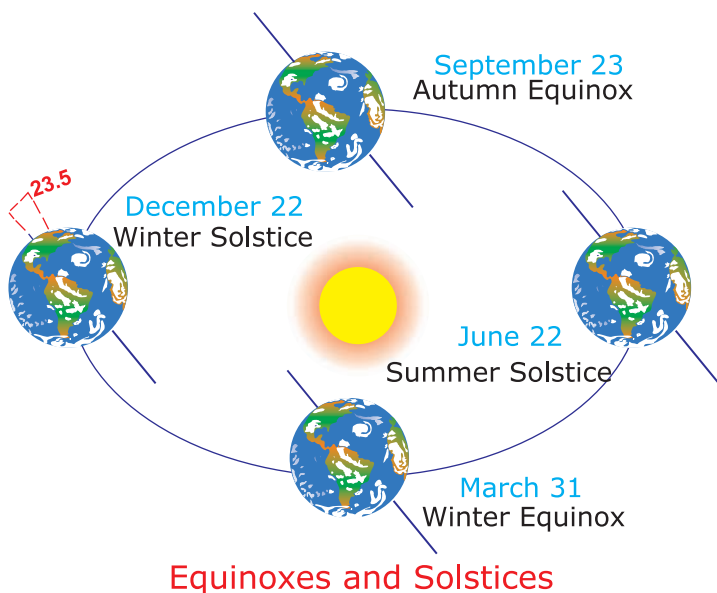 September 23
Autumn Equinox
23.5
December 22
Winter Solstice
June 22
Summer Solstice
March 31
Winter Equinox
Equinoxes and Solstices